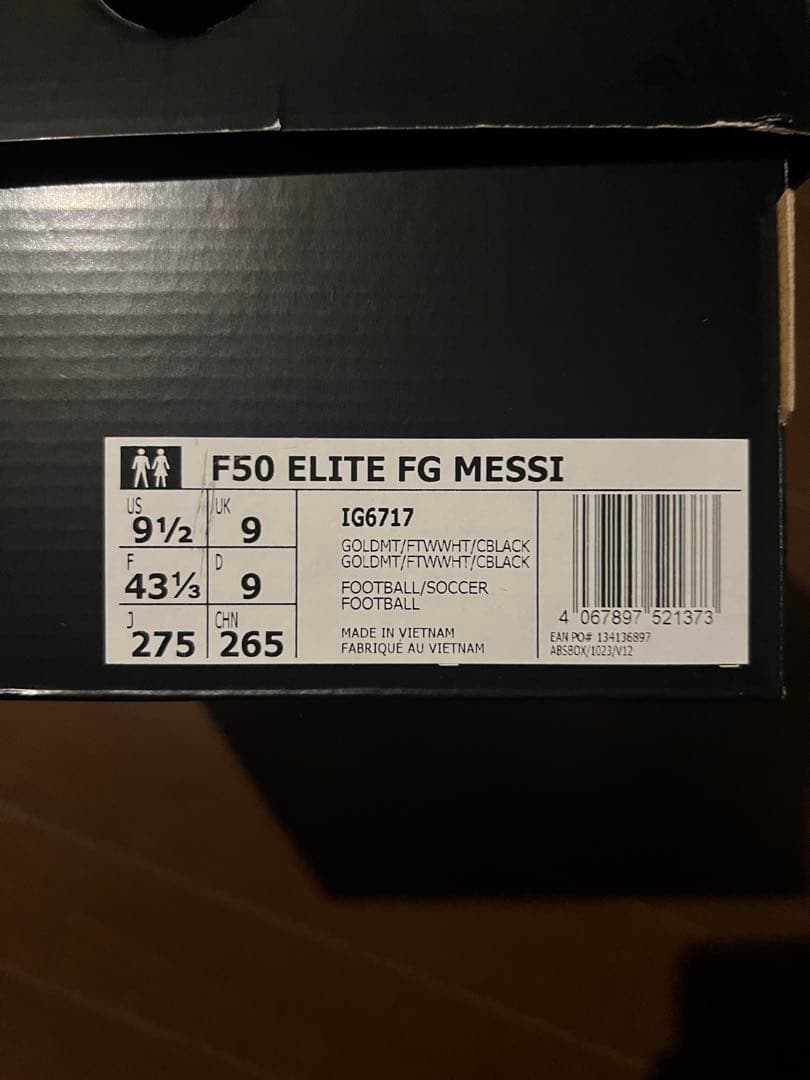 F50 ELITE FG MESSI
US
9½
UK
9
F
43⅓
D
9
J
275
CHN
265
IG6717
GOLDMT/FTWWHT/CBLACK
GOLDMT/FTWWHT/CBLACK
FOOTBALL/SOCCER
FOOTBALL
MADE IN VIETNAM
FABRIQUÉ AU VIETNAM
4 067897 521373
EAN PO# 134136897
ABSBOX/1023/V12